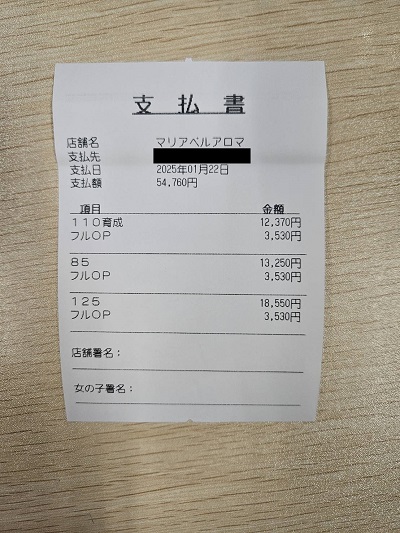 支払書
店舗名 マリアベルアロマ
支払先
支払日 2025年01月22日
支払額 54,760円
項目 金額
110育成 12,370円
フルOP 3,530円
85 13,250円
フルOP 3,530円
125 18,550円
フルOP 3,530円
店舗署名：
女の子署名：